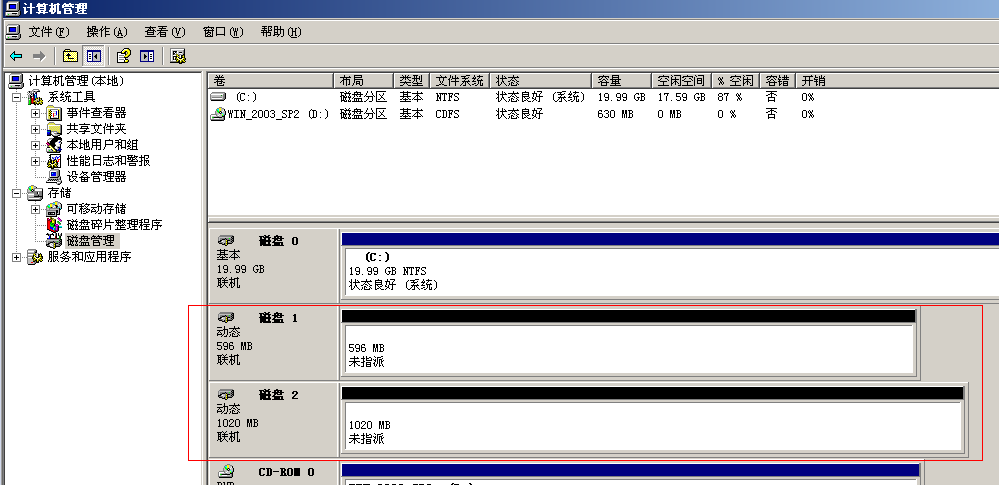 计算机管理
文件(F) 操作(A) 查看(V) 窗口(W) 帮助(H)
计算机管理(本地)
系统工具
事件查看器
共享文件夹
本地用户和组
性能日志和警报
设备管理器
存储
可移动存储
磁盘碎片整理程序
磁盘管理
服务和应用程序
卷 布局 类型 文件系统 状态 容量 空闲空间 % 空闲 容错 开销
(C:) 磁盘分区 基本 NTFS 状态良好 (系统) 19.99 GB 17.59 GB 87 % 否 0%
WIN_2003_SP2 (D:) 磁盘分区 基本 CDFS 状态良好 630 MB 0 MB 0 % 否 0%
磁盘 0
基本
19.99 GB
联机
(C:)
19.99 GB NTFS
状态良好 (系统)
磁盘 1
动态
596 MB
联机
596 MB
未指派
磁盘 2
动态
1020 MB
联机
1020 MB
未指派
CD-ROM 0